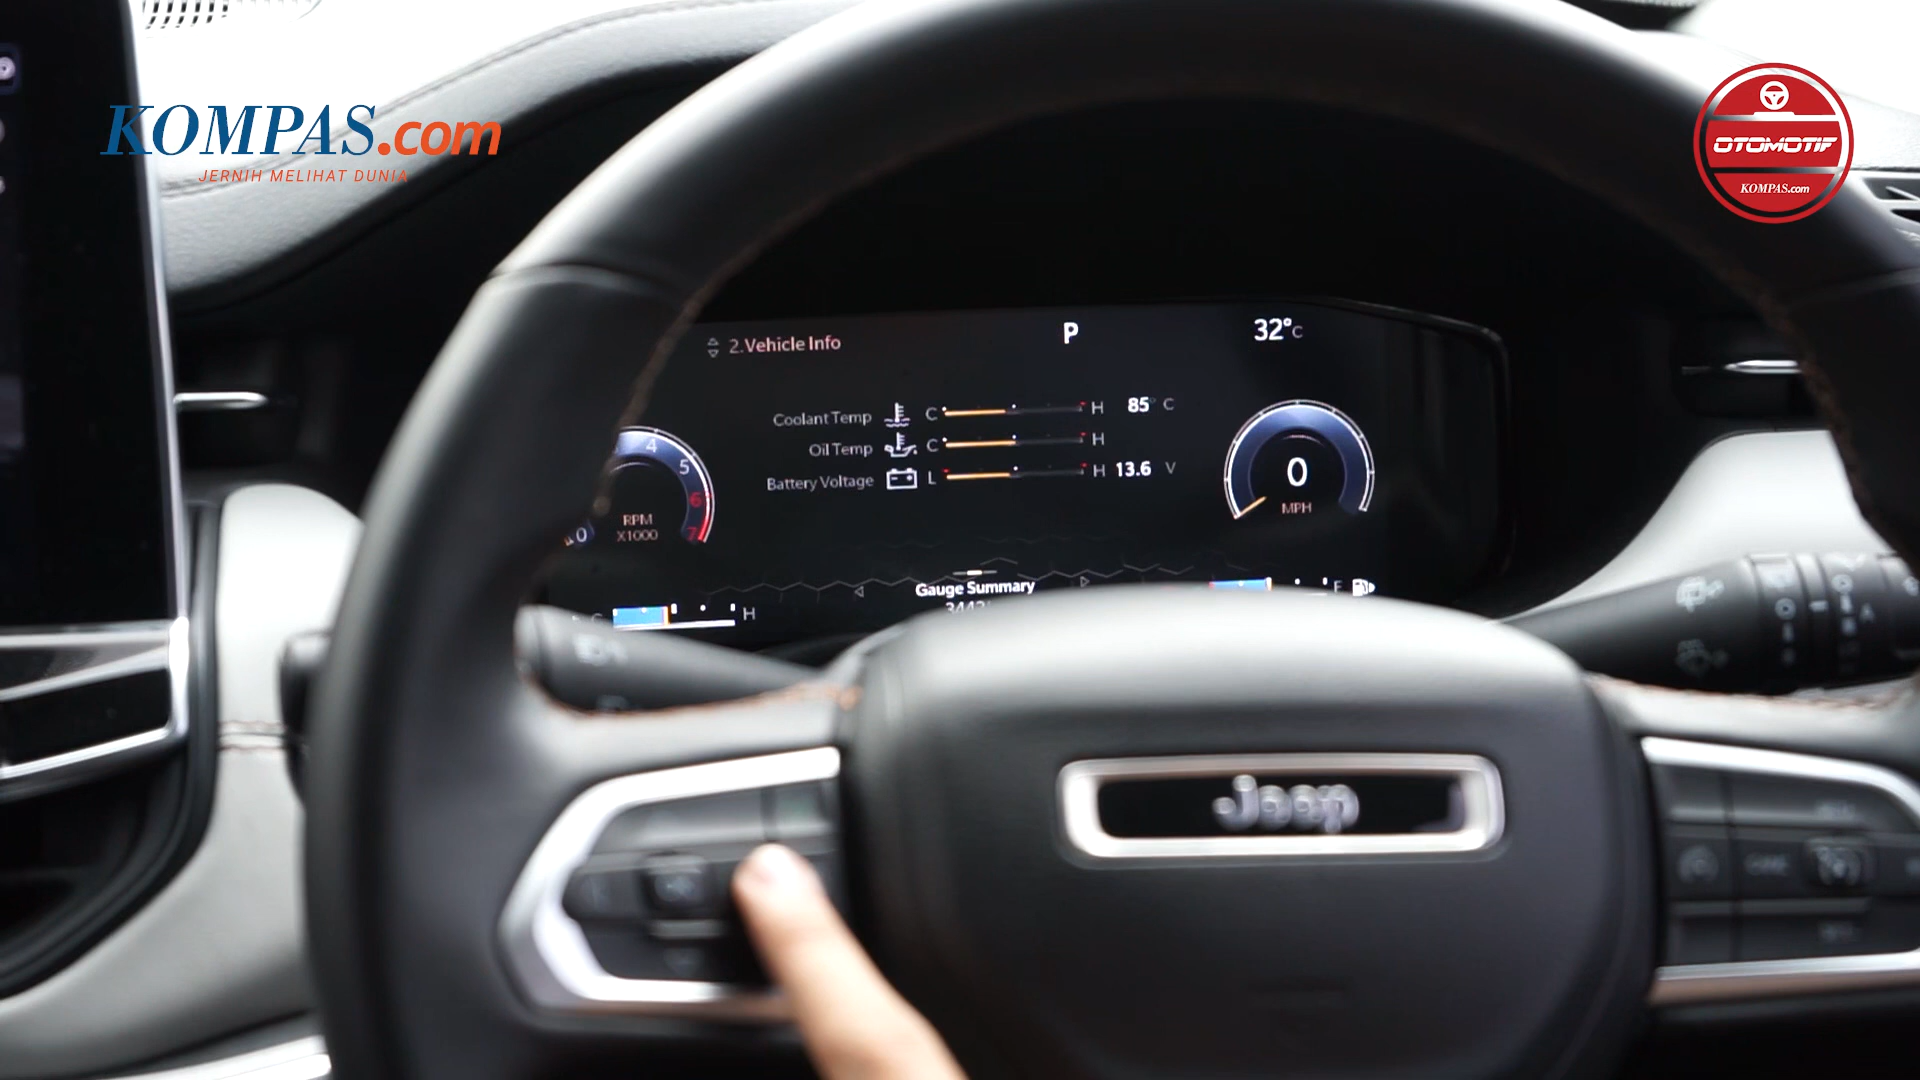 KOMPAS.com
JERNIH MELIHAT DUNIA
OTOMOTIF
KOMPAS.com
2.Vehicle Info
P
32°C
Coolant Temp C H 85° C
Oil Temp C H
Battery Voltage L H 13.6 V
4
5
6
7
0
RPM
X1000
0
MPH
Gauge Summary
C H
F
Jeep